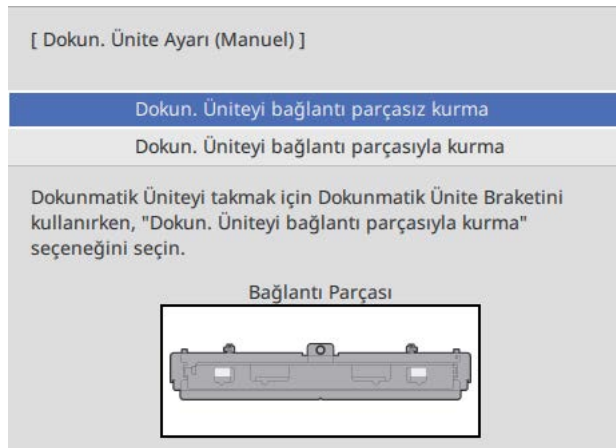 [ Dokun. Ünite Ayarı (Manuel) ]
Dokun. Üniteyi bağlantı parçasız kurma
Dokun. Üniteyi bağlantı parçasıyla kurma
Dokunmatik Üniteyi takmak için Dokunmatik Ünite Braketini
kullanırken, "Dokun. Üniteyi bağlantı parçasıyla kurma"
seçeneğini seçin.
Bağlantı Parçası